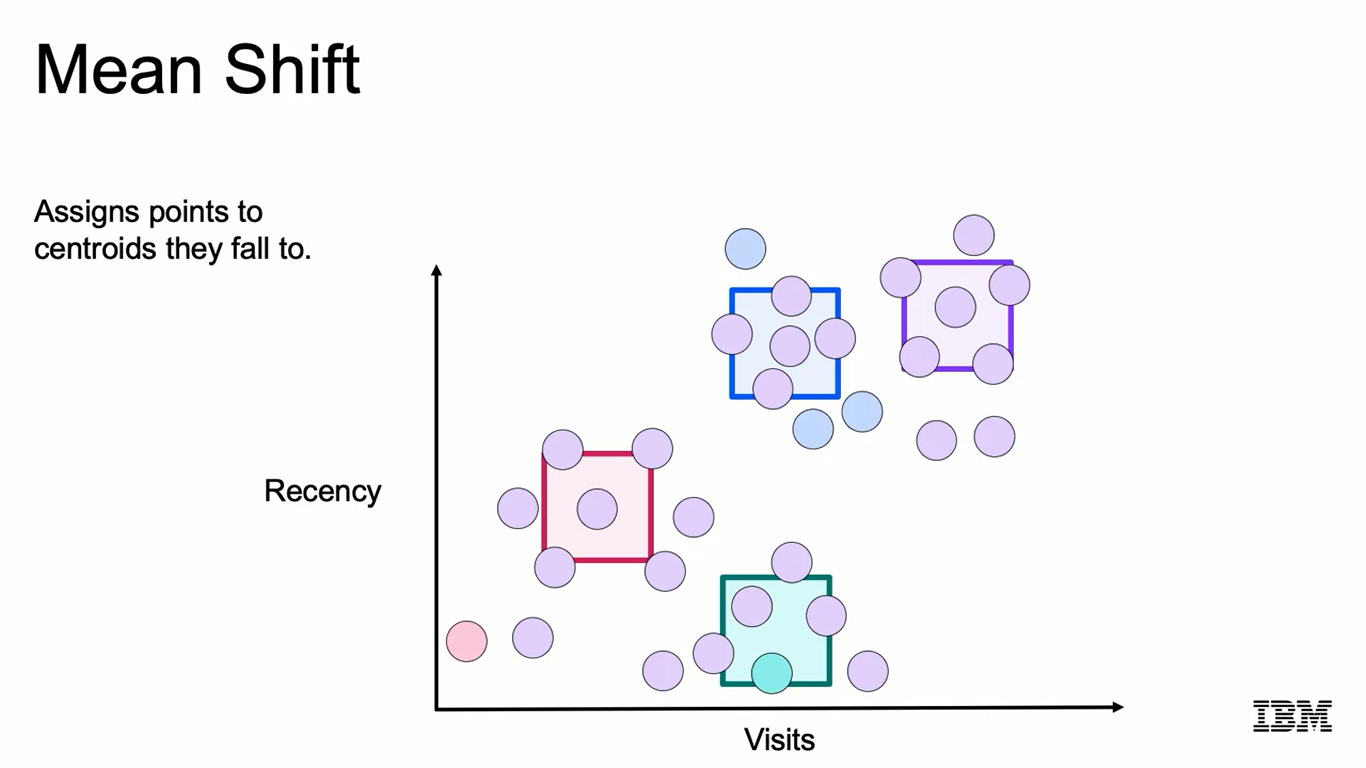 Mean Shift
Assigns points to
centroids they fall to.
Recency
Visits
IBM